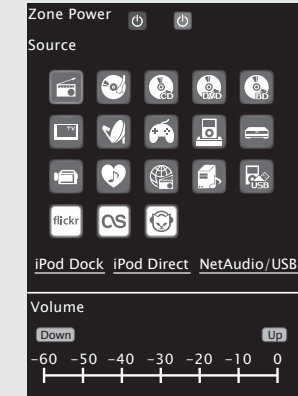 Zone Power
Source
CD DVD BD
TV
USB
flickr as
iPod Dock iPod Direct NetAudio/USB
Volume
Down Up
-60 -50 -40 -30 -20 -10 0